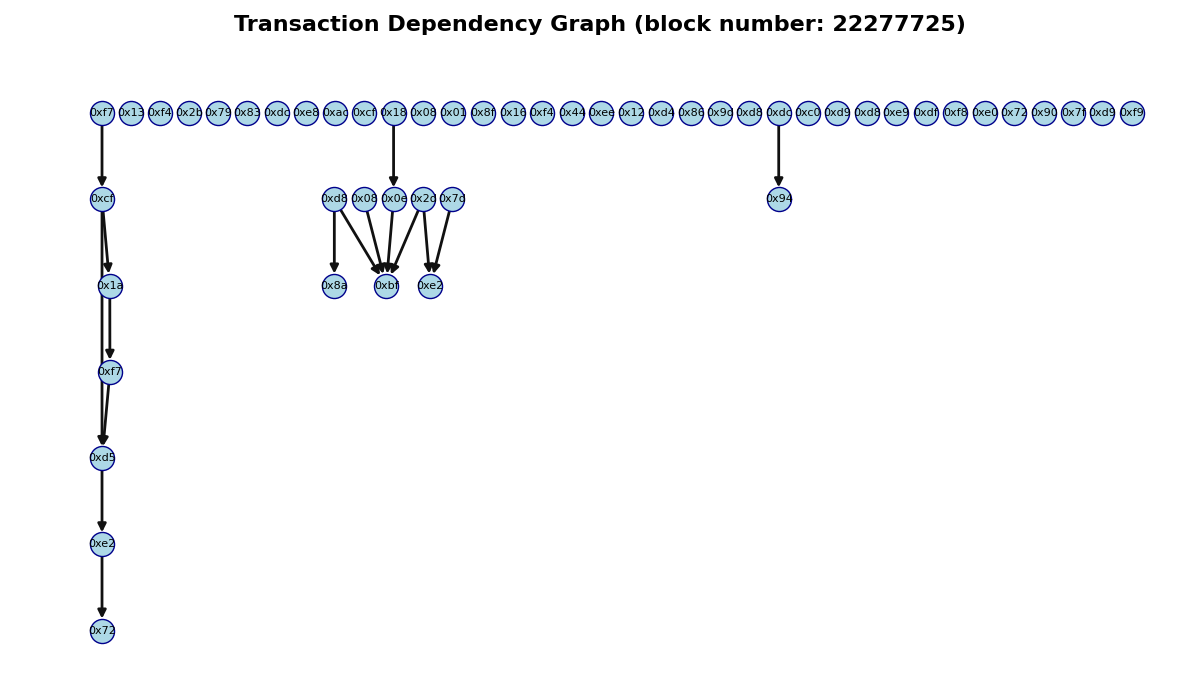 Transaction Dependency Graph (block number: 22277725)
0xf7 0x13 0xf4 0x2b 0x79 0x83 0xdc 0xe8 0xac 0xcf 0x18 0x08 0x01 0x8f 0x16 0xf4 0x44 0xee 0x12 0xd4 0x86 0x9d 0xd8 0xdc 0xc0 0xd9 0xd8 0xe9 0xdf 0xf8 0xe0 0x72 0x90 0x7f 0xd9 0xf9
0xcf 0xd8 0x08 0x0e 0x2d 0x7d 0x94
0x1a 0x8a 0xbf 0xe2
0xf7
0xd5
0xe2
0x72